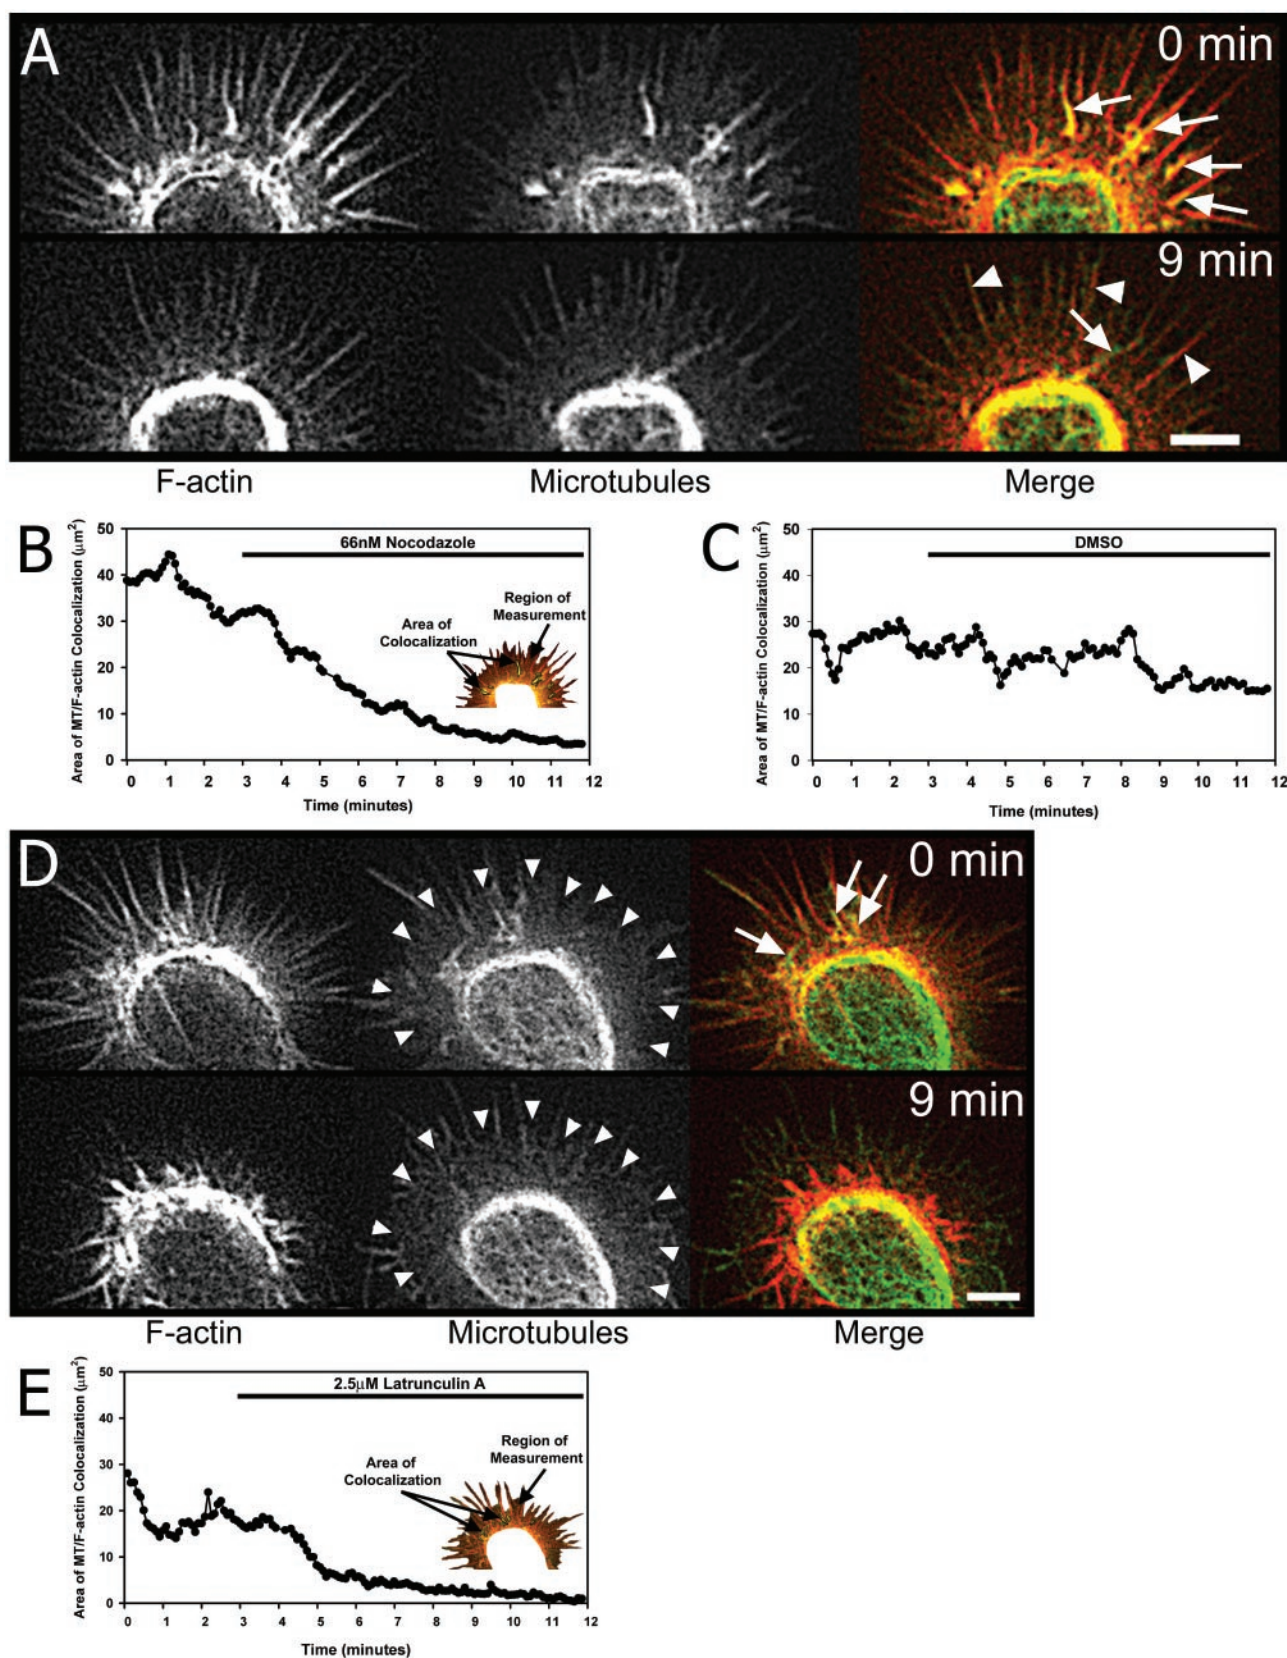 A
0 min
9 min
F-actin
Microtubules
Merge
B
Area of MT/F-actin Colocalization (μm²)
50
40
30
20
10
0
66nM Nocodazole
Region of
Measurement
Area of
Colocalization
0 1 2 3 4 5 6 7 8 9 10 11 12
Time (minutes)
C
Area of MT/F-actin Colocalization (μm²)
50
40
30
20
10
0
DMSO
0 1 2 3 4 5 6 7 8 9 10 11 12
Time (minutes)
D
0 min
9 min
F-actin
Microtubules
Merge
E
Area of MT/F-actin Colocalization (μm²)
50
40
30
20
10
0
2.5μM Latrunculin A
Region of
Measurement
Area of
Colocalization
0 1 2 3 4 5 6 7 8 9 10 11 12
Time (minutes)